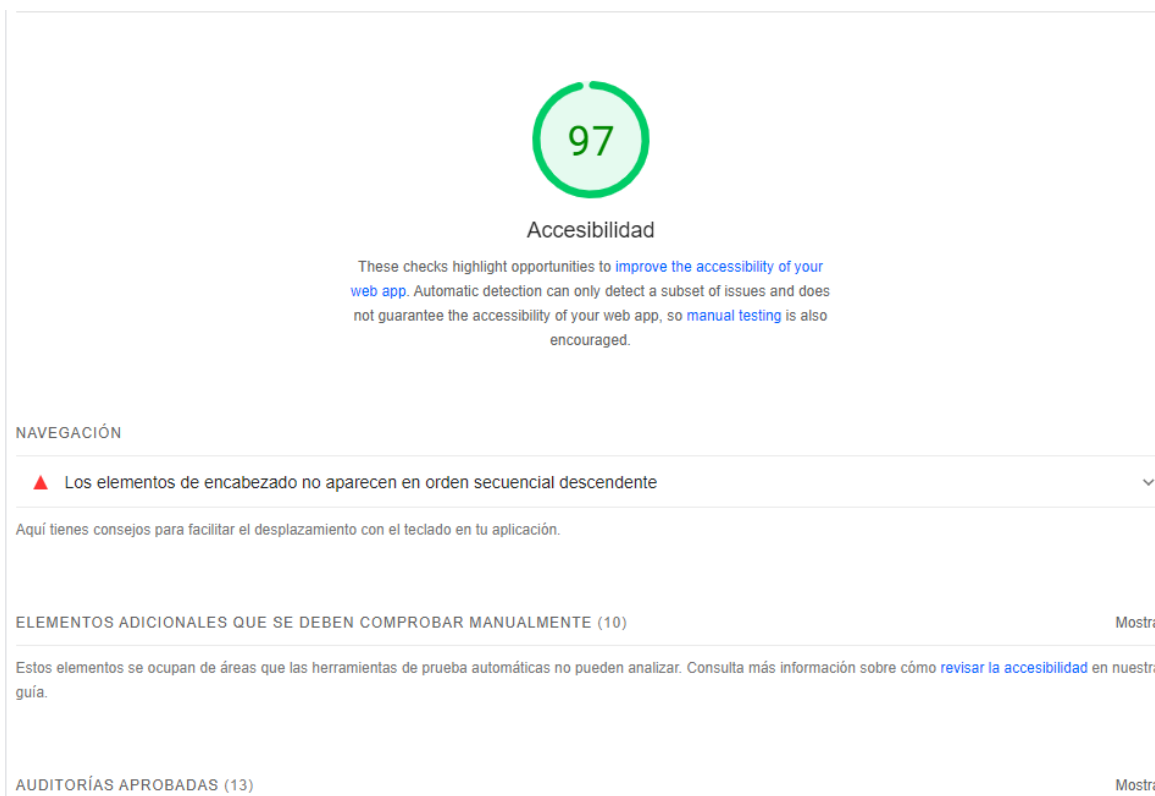 97
Accesibilidad
These checks highlight opportunities to improve the accessibility of your
web app. Automatic detection can only detect a subset of issues and does
not guarantee the accessibility of your web app, so manual testing is also
encouraged.
NAVEGACIÓN
Los elementos de encabezado no aparecen en orden secuencial descendente
Aquí tienes consejos para facilitar el desplazamiento con el teclado en tu aplicación.
ELEMENTOS ADICIONALES QUE SE DEBEN COMPROBAR MANUALMENTE (10) Mostra
Estos elementos se ocupan de áreas que las herramientas de prueba automáticas no pueden analizar. Consulta más información sobre cómo revisar la accesibilidad en nuestra
guía.
AUDITORÍAS APROBADAS (13) Mostra